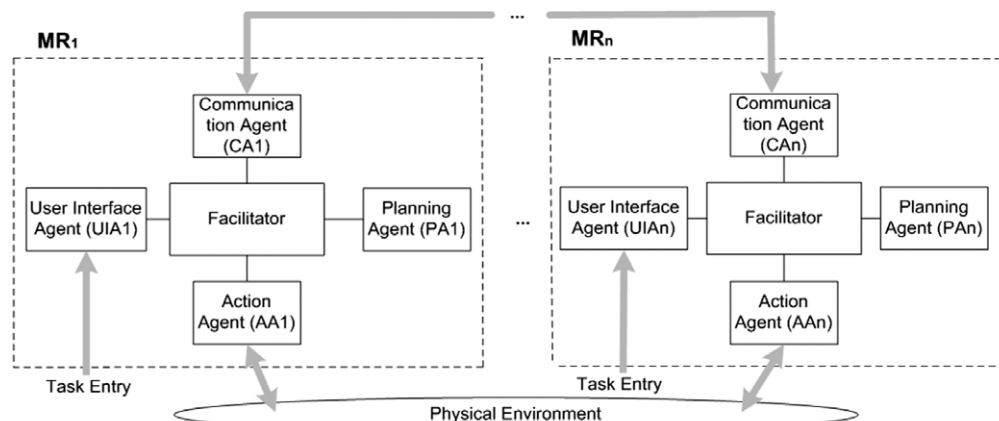 ...
MR1
MRn
Communica
tion Agent
(CA1)
Communica
tion Agent
(CAn)
User Interface
Agent (UIA1)
Facilitator
Planning
Agent (PA1)
...
User Interface
Agent (UIAn)
Facilitator
Planning
Agent (PAn)
Action
Agent (AA1)
Action
Agent (AAn)
Task Entry
Task Entry
Physical Environment